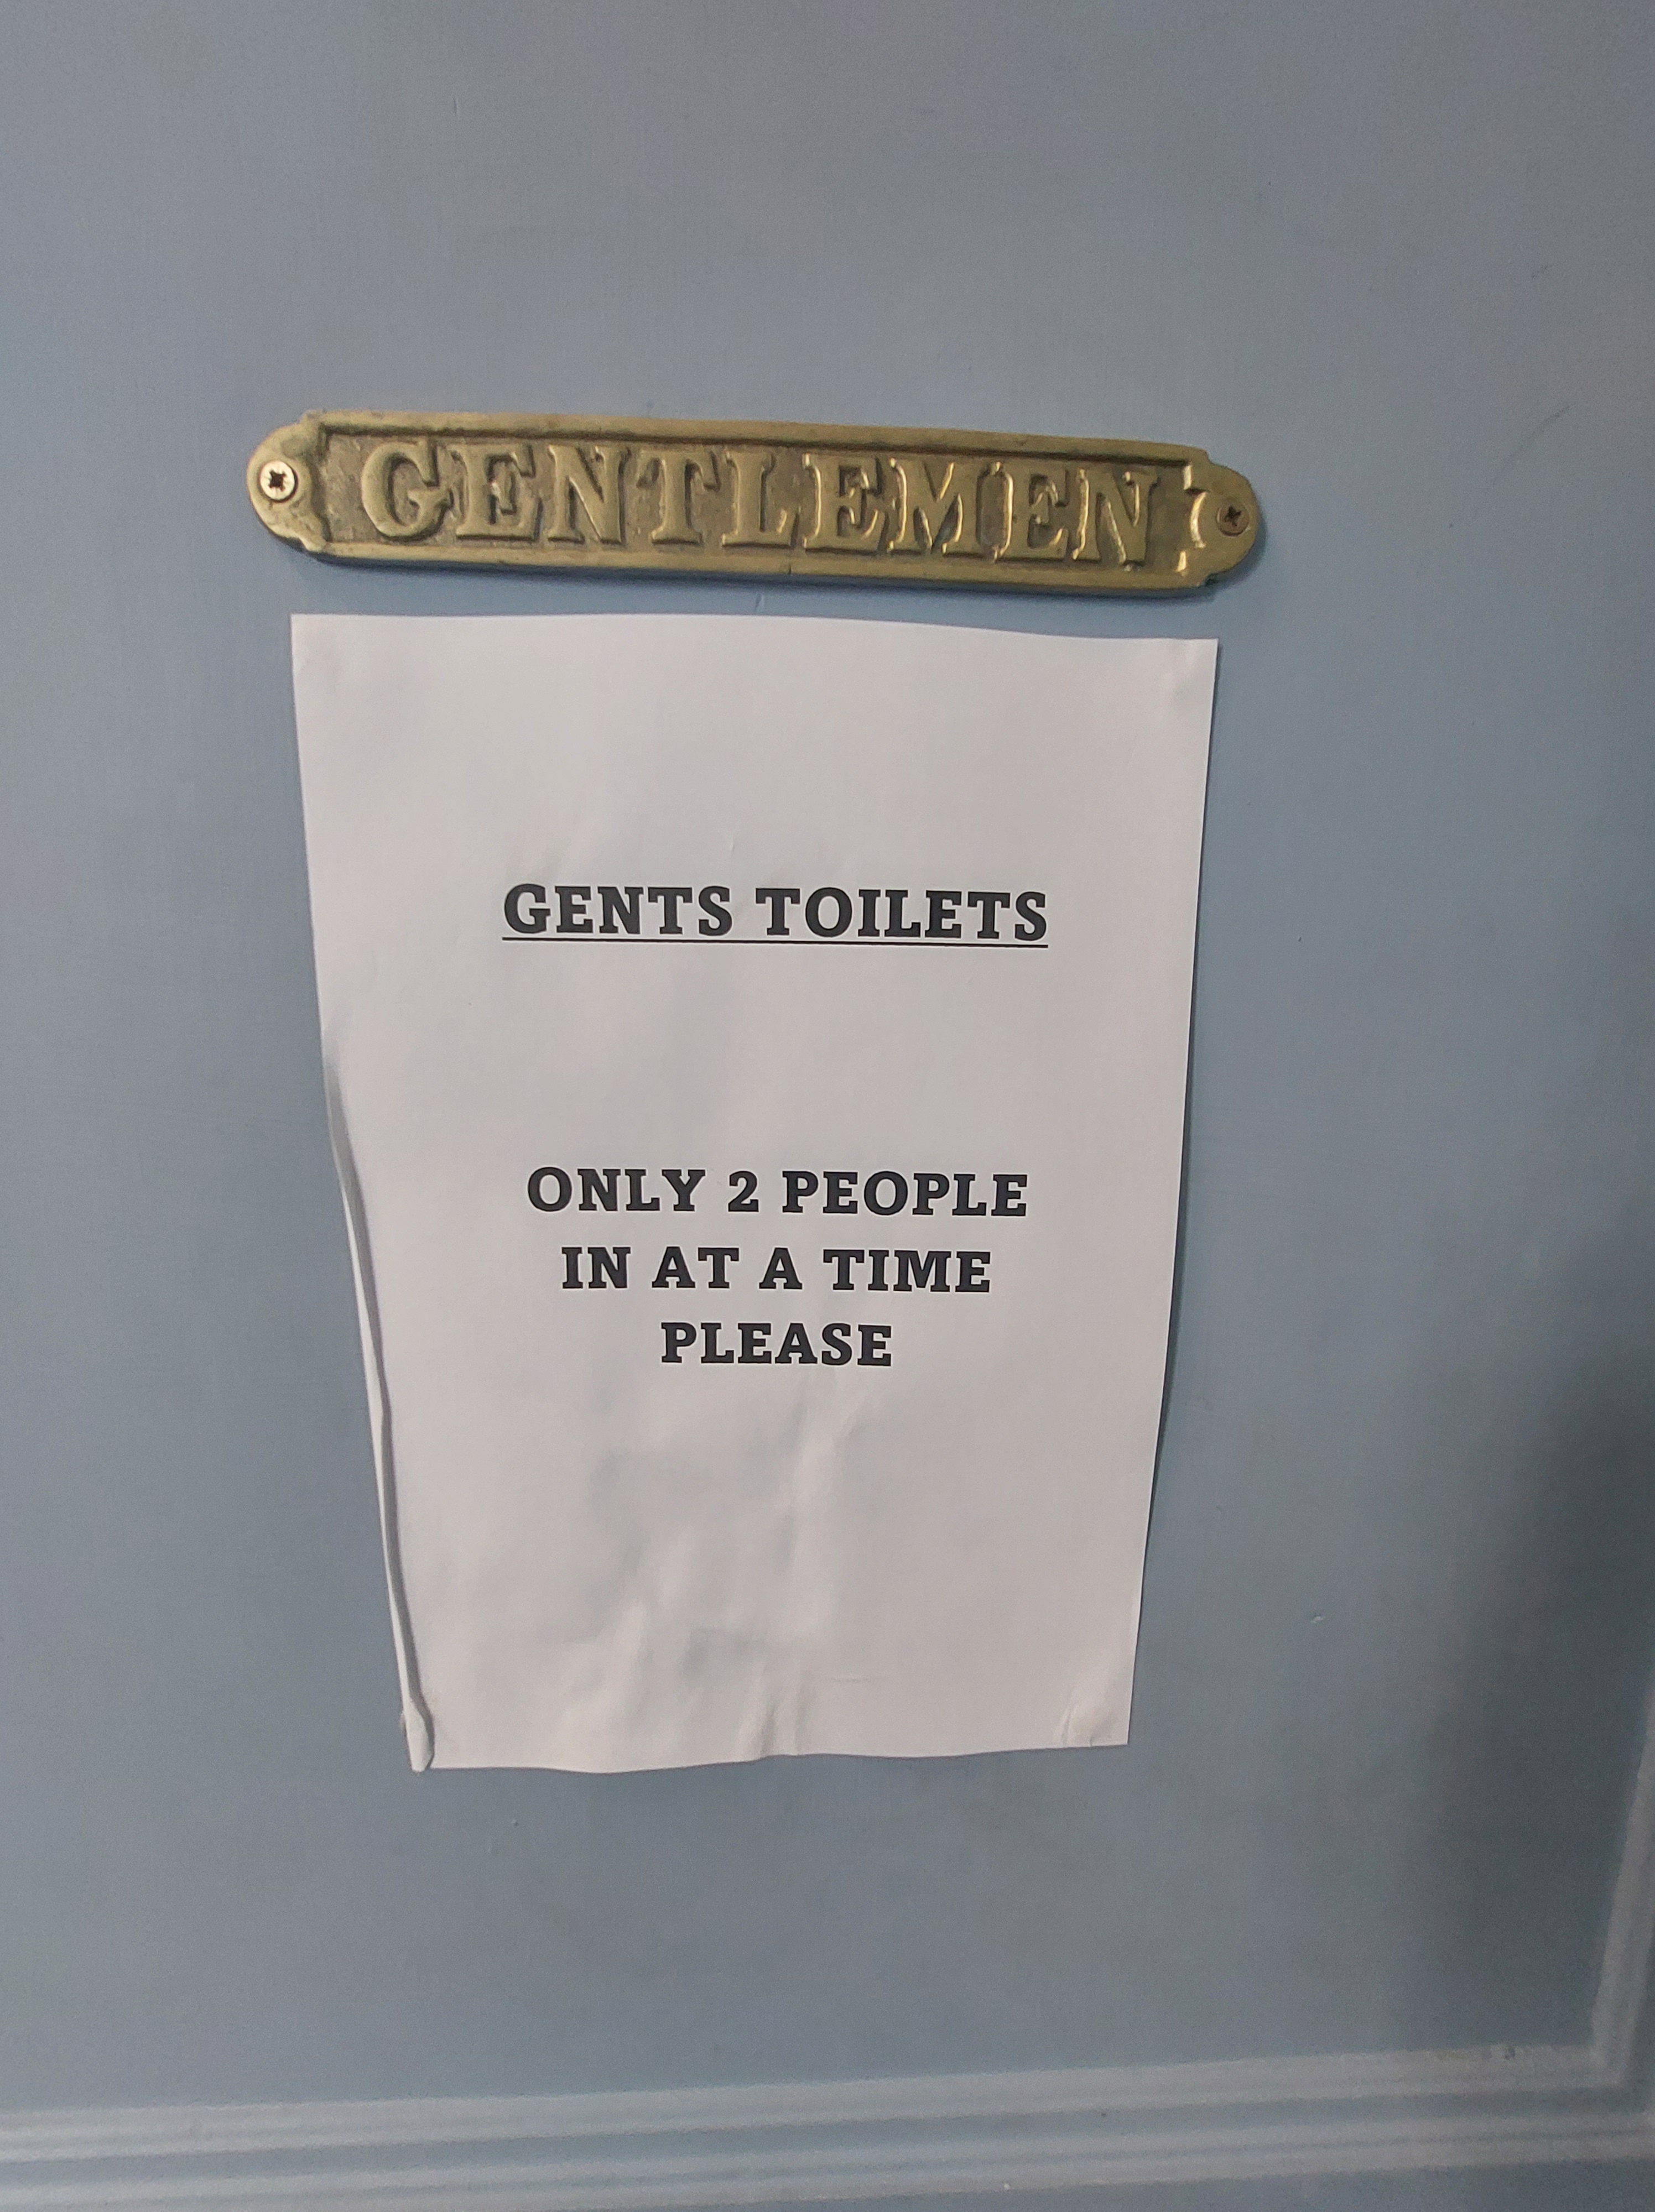 GENTLEMEN
GENTS TOILETS
ONLY 2 PEOPLE
IN AT A TIME
PLEASE